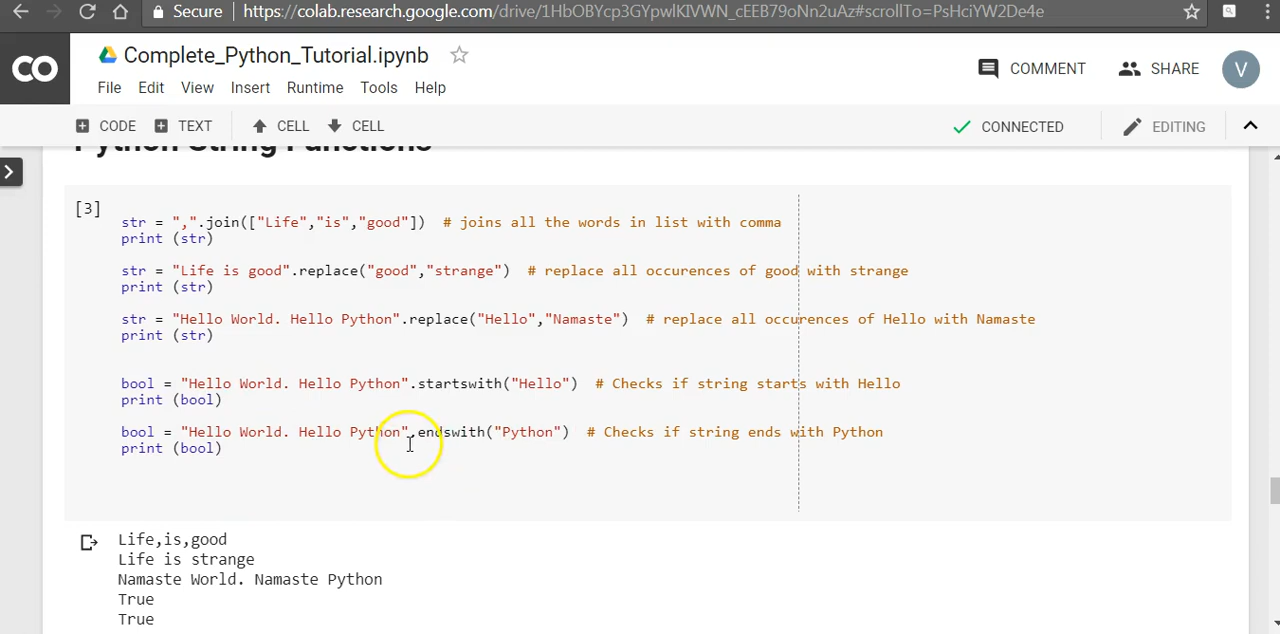 Secure https://colab.research.google.com/drive/1HbOBYcp3GYpwlKIVWN_cEEB79oNn2uAz#scrollTo=PsHciYW2De4e
CO Complete_Python_Tutorial.ipynb
COMMENT SHARE V
File Edit View Insert Runtime Tools Help
CODE TEXT CELL CELL CONNECTED EDITING
Python String Functions
[3]
str = ",".join(["Life","is","good"]) # joins all the words in list with comma
print (str)
str = "Life is good".replace("good","strange") # replace all occurences of good with strange
print (str)
str = "Hello World. Hello Python".replace("Hello","Namaste") # replace all occurences of Hello with Namaste
print (str)
bool = "Hello World. Hello Python".startswith("Hello") # Checks if string starts with Hello
print (bool)
bool = "Hello World. Hello Python".endswith("Python") # Checks if string ends with Python
print (bool)
Life,is,good
Life is strange
Namaste World. Namaste Python
True
True